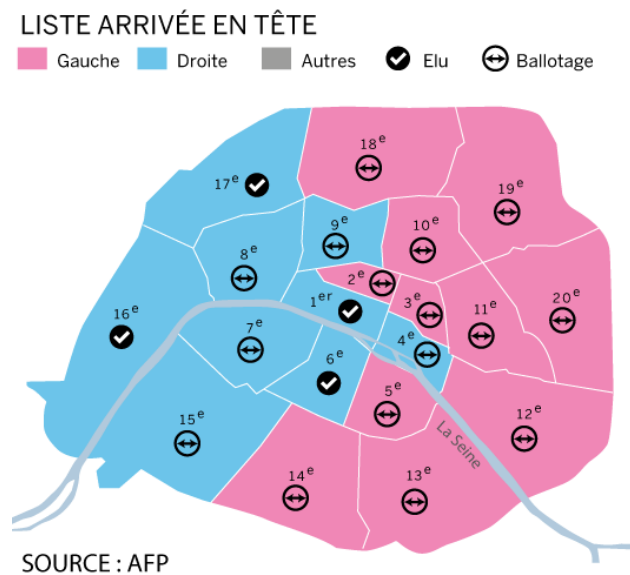 LISTE ARRIVÉE EN TÊTE
Gauche Droite Autres Elu Ballotage
18e
17e
19e
9e
10e
8e
2e
1er
3e
11e
20e
16e
7e
4e
6e
5e
15e
12e
La Seine
14e
13e
SOURCE : AFP